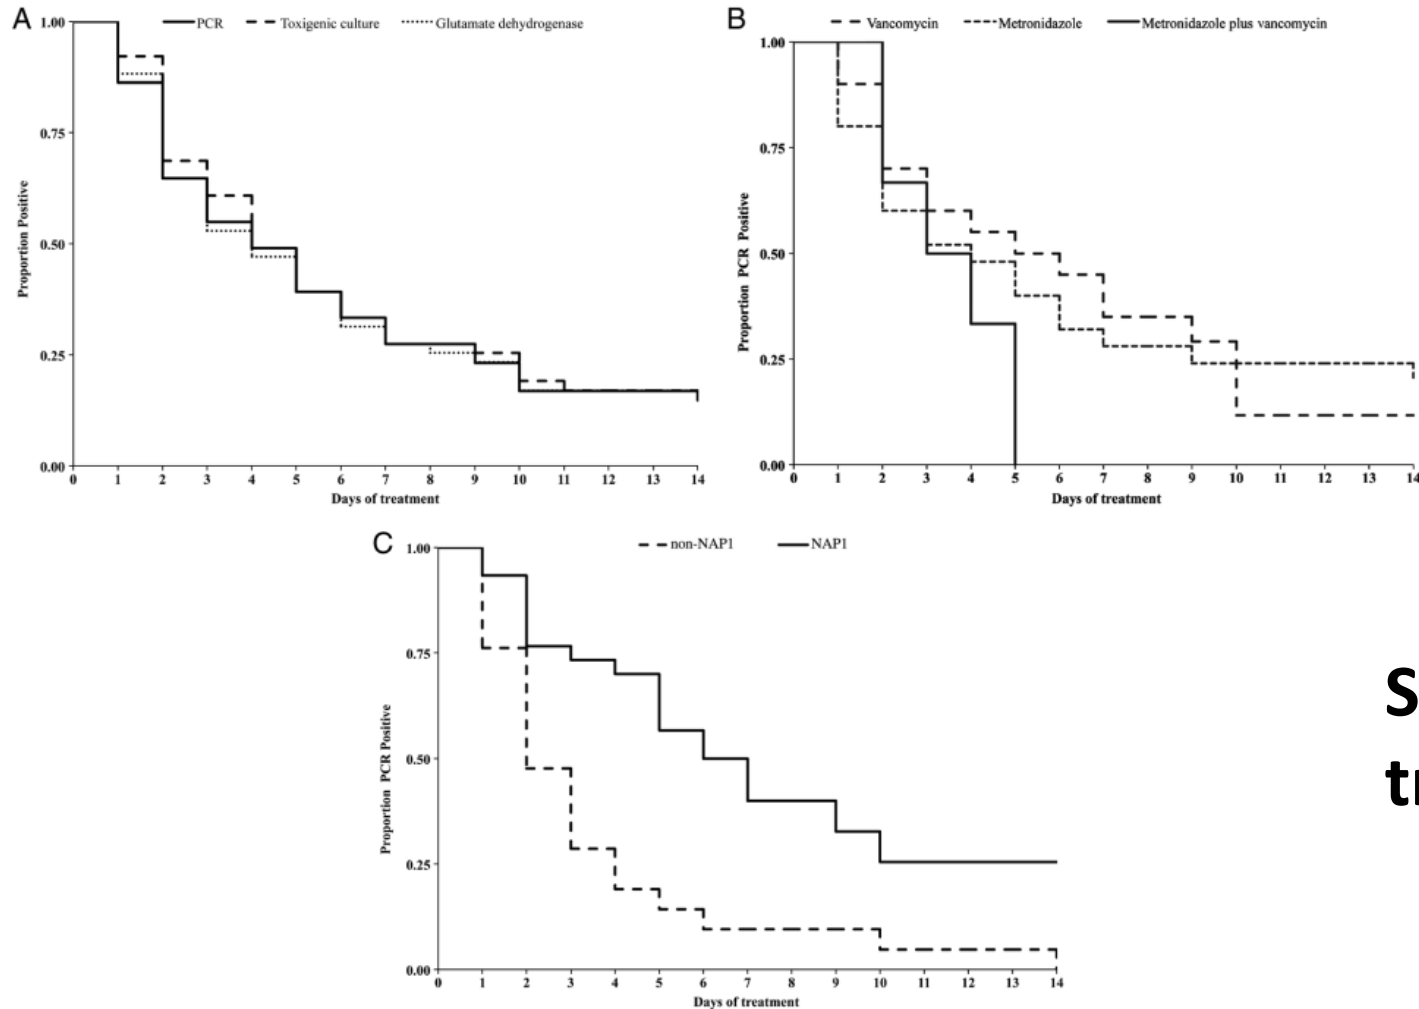 A
PCR Toxigenic culture Glutamate dehydrogenase
1.00
0.75
0.50
0.25
0.00
Proportion Positive
0 1 2 3 4 5 6 7 8 9 10 11 12 13 14
Days of treatment
B
Vancomycin Metronidazole Metronidazole plus vancomycin
1.00
0.75
0.50
0.25
0.00
Proportion PCR Positive
0 1 2 3 4 5 6 7 8 9 10 11 12 13 14
Days of treatment
C
non-NAP1 NAP1
1.00
0.75
0.50
0.25
0.00
Proportion PCR Positive
0 1 2 3 4 5 6 7 8 9 10 11 12 13 14
Days of treatment